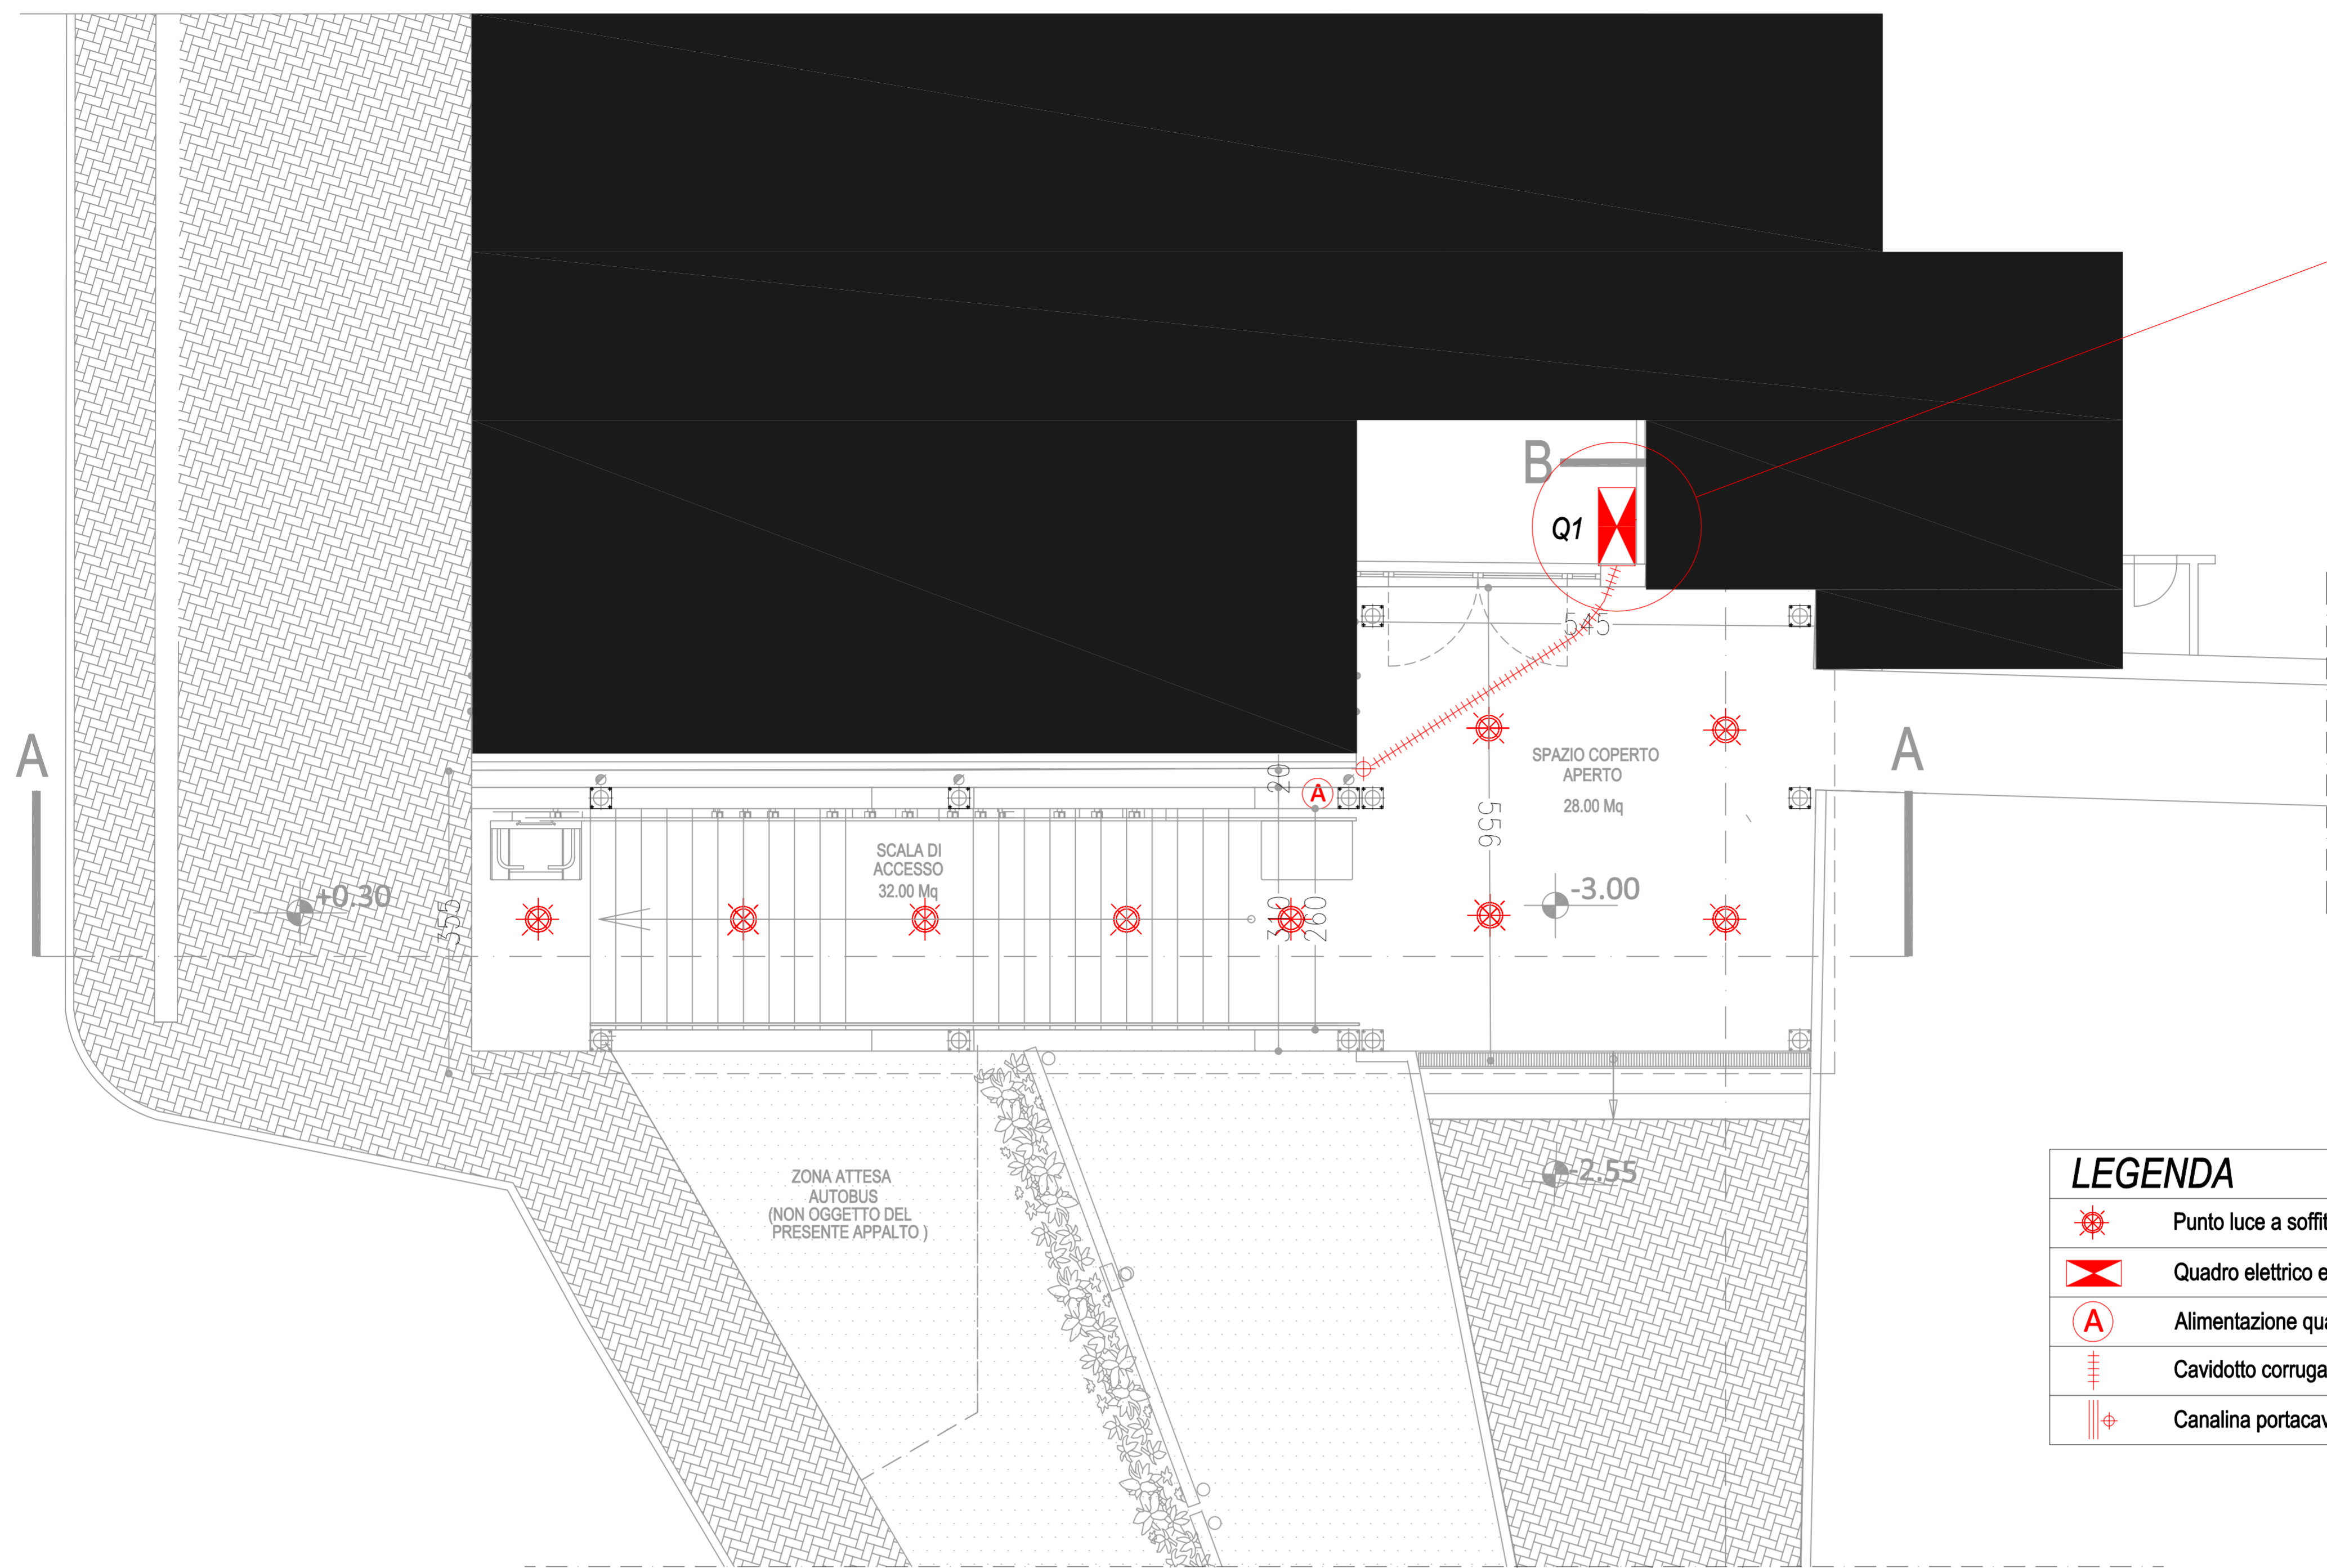 B
Q1
545
A
A
SPAZIO COPERTO
APERTO
28.00 Mq
20
A
556
SCALA DI
ACCESSO
32.00 Mq
+0.30
-3.00
355
310
260
ZONA ATTESA
AUTOBUS
(NON OGGETTO DEL
PRESENTE APPALTO )
-2.55
LEGENDA
Punto luce a soffit
Quadro elettrico e
A Alimentazione qua
Cavidotto corruga
Canalina portacav